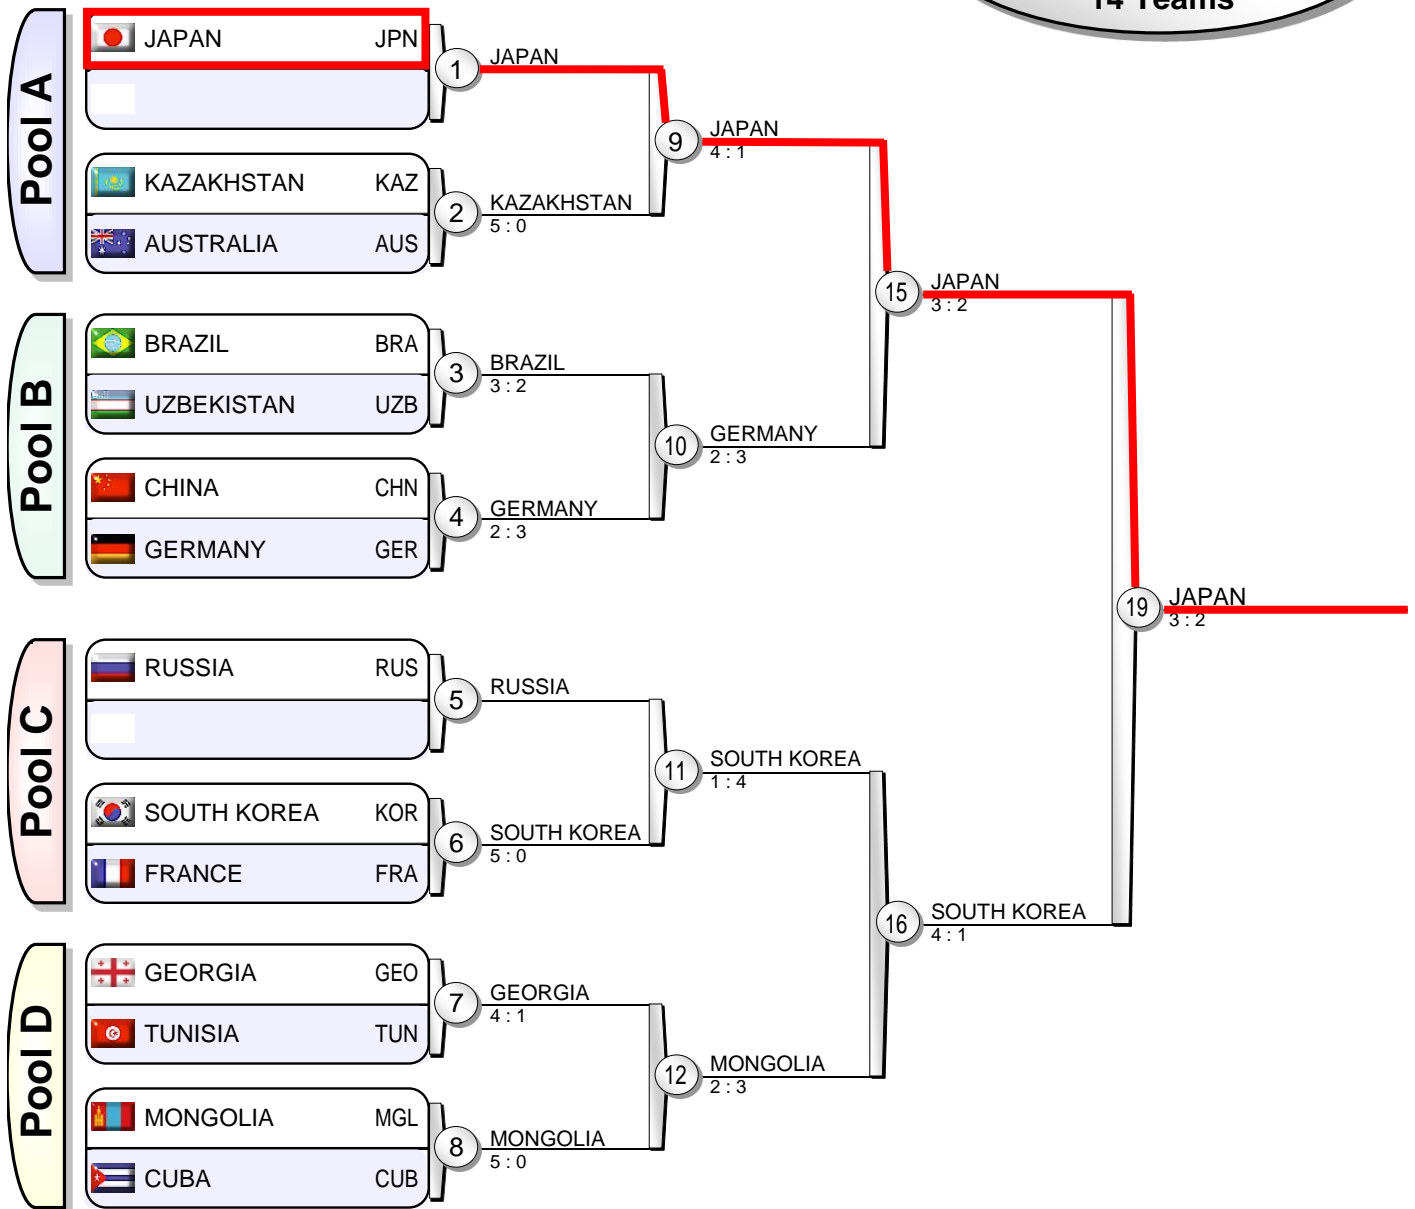 14 Teams
Pool A
JAPAN JPN
1 JAPAN
KAZAKHSTAN KAZ
AUSTRALIA AUS
2 KAZAKHSTAN
5 : 0
9 JAPAN
4 : 1
Pool B
BRAZIL BRA
UZBEKISTAN UZB
3 BRAZIL
3 : 2
CHINA CHN
GERMANY GER
4 GERMANY
2 : 3
10 GERMANY
2 : 3
15 JAPAN
3 : 2
Pool C
RUSSIA RUS
5 RUSSIA
SOUTH KOREA KOR
FRANCE FRA
6 SOUTH KOREA
5 : 0
11 SOUTH KOREA
1 : 4
Pool D
GEORGIA GEO
TUNISIA TUN
7 GEORGIA
4 : 1
MONGOLIA MGL
CUBA CUB
8 MONGOLIA
5 : 0
12 MONGOLIA
2 : 3
16 SOUTH KOREA
4 : 1
19 JAPAN
3 : 2